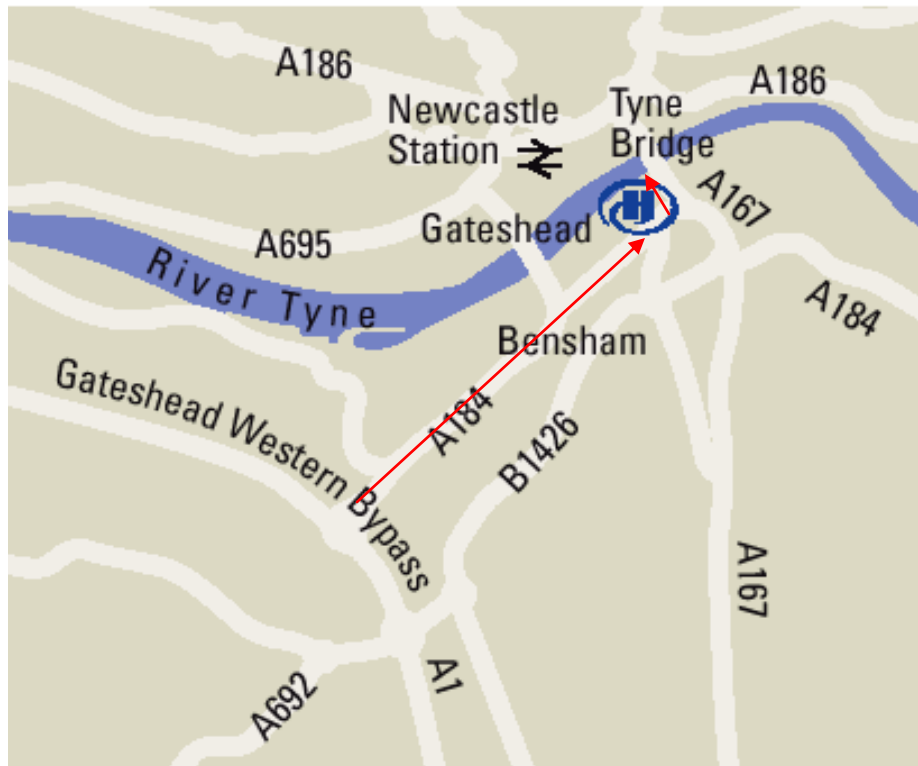 A186
A186
Newcastle
Station
Tyne
Bridge
A167
A695
Gateshead
River Tyne
A184
Bensham
Gateshead Western Bypass
A184
B1426
A167
A1
A692